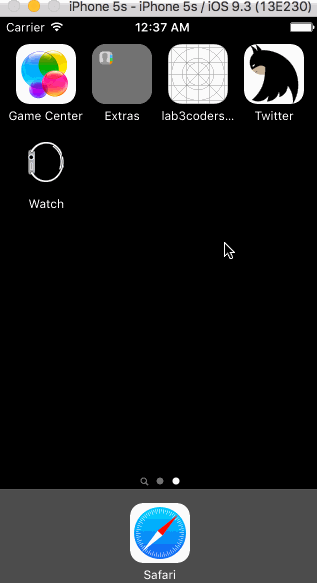 iPhone 5s - iPhone 5s / iOS 9.3 (13E230)
Carrier 12:37 AM
Game Center Extras lab3coders... Twitter
Watch
Safari